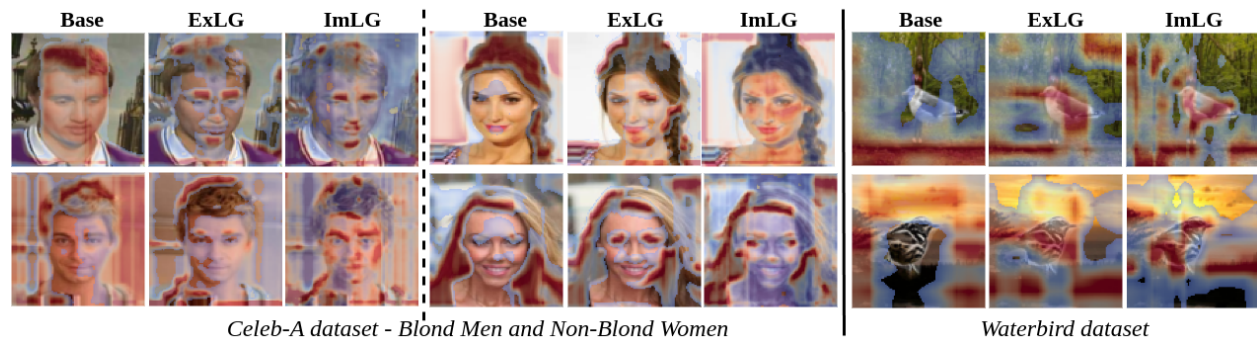 Base ExLG ImLG Base ExLG ImLG Base ExLG ImLG
Celeb-A dataset - Blond Men and Non-Blond Women Waterbird dataset